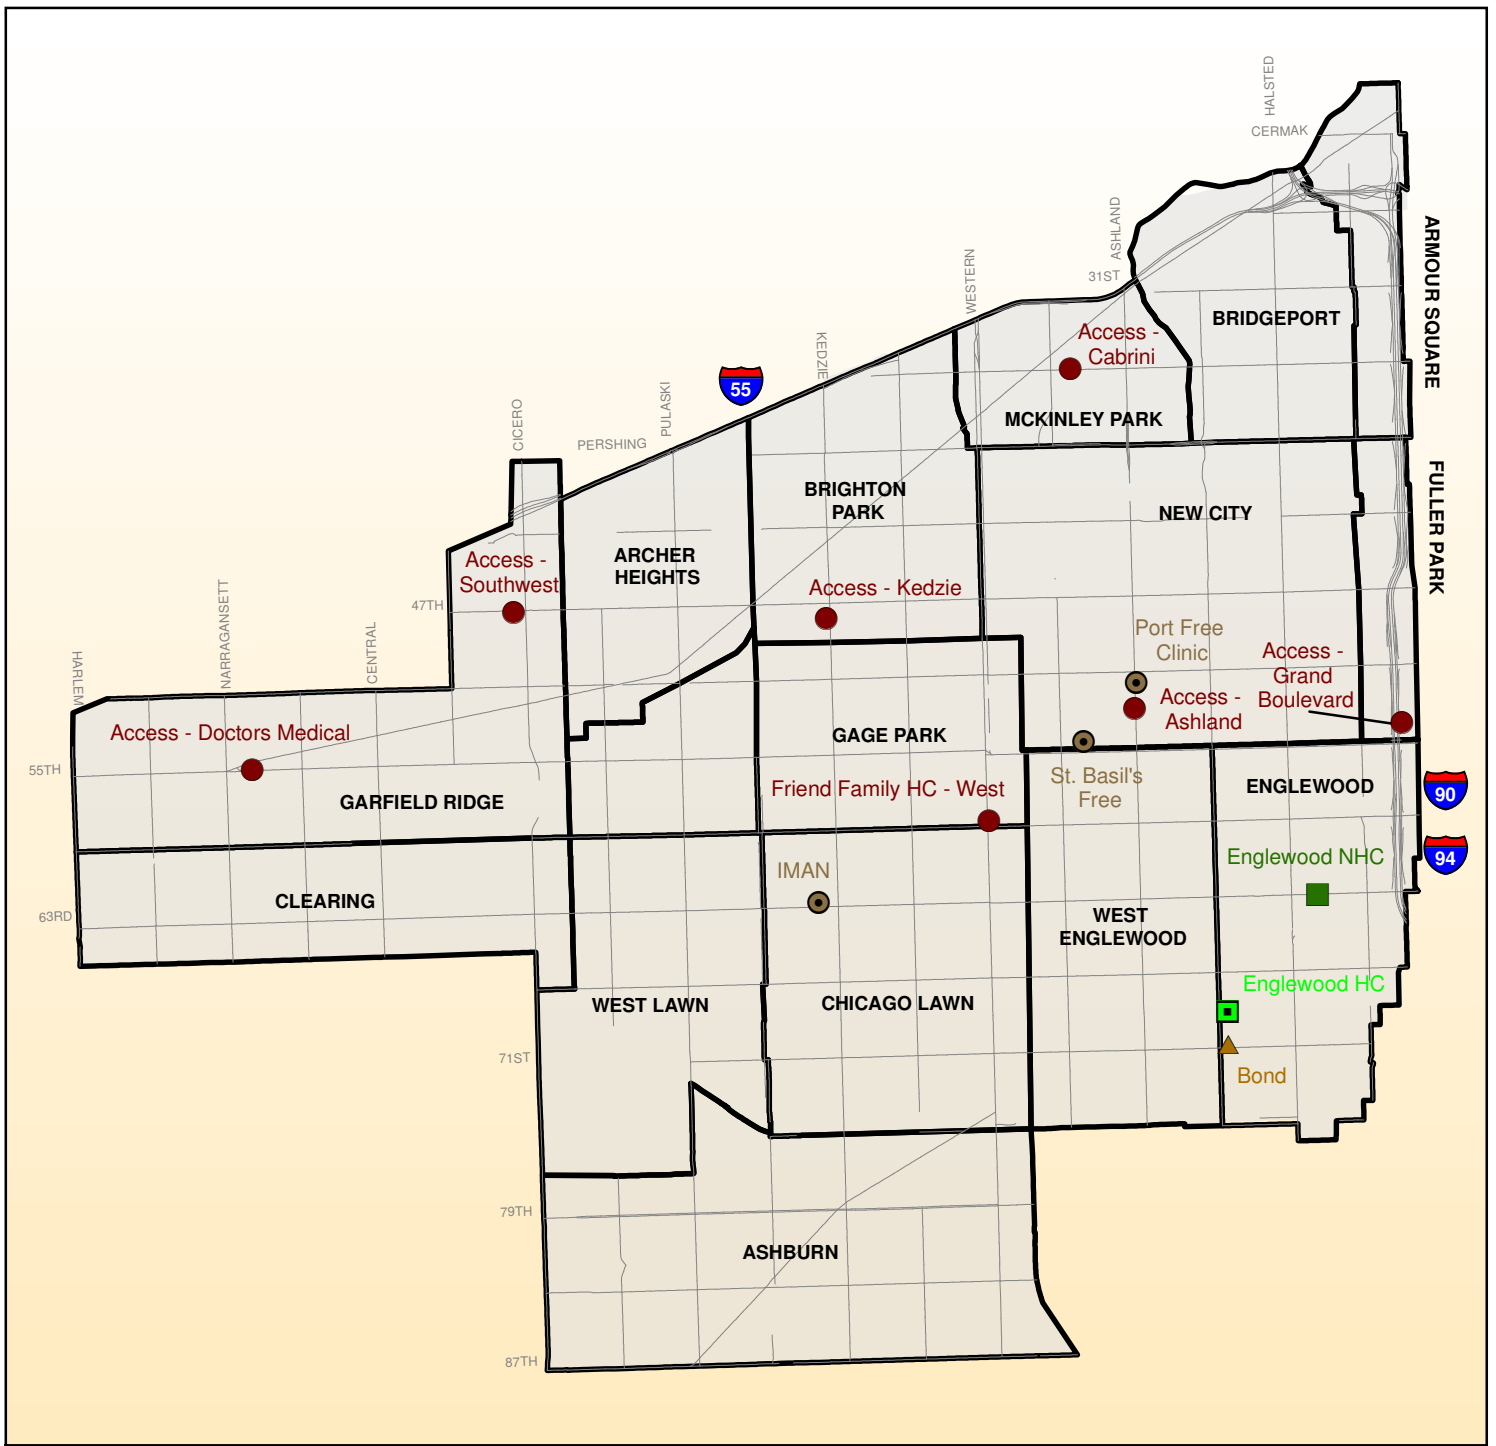 HALSTED
CERMAK
ASHLAND
31ST
WESTERN
ARMOUR SQUARE
BRIDGEPORT
Access -
Cabrini
KEDZIE
55
MCKINLEY PARK
PULASKI
CICERO
PERSHING
FULLER PARK
BRIGHTON
PARK
NEW CITY
ARCHER
HEIGHTS
Access -
Southwest
Access - Kedzie
47TH
NARRAGANSETT
CENTRAL
HARLEM
Port Free
Clinic
Access -
Grand
Boulevard
Access -
Ashland
Access - Doctors Medical
GAGE PARK
55TH
St. Basil's
Free
Friend Family HC - West
ENGLEWOOD
90
GARFIELD RIDGE
94
Englewood NHC
IMAN
CLEARING
63RD
WEST
ENGLEWOOD
Englewood HC
WEST LAWN
CHICAGO LAWN
71ST
Bond
79TH
ASHBURN
87TH